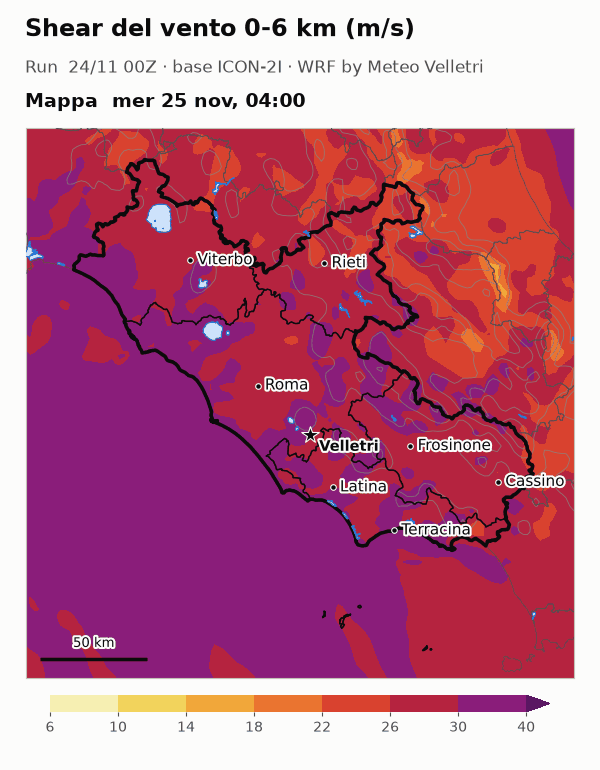 Shear del vento 0-6 km (m/s)
Run  24/11 00Z · base ICON-2I · WRF by Meteo Velletri
Mappa  mer 25 nov, 04:00
Viterbo
Rieti
Roma
Velletri
Frosinone
Latina
Cassino
Terracina
50 km
6 10 14 18 22 26 30 40